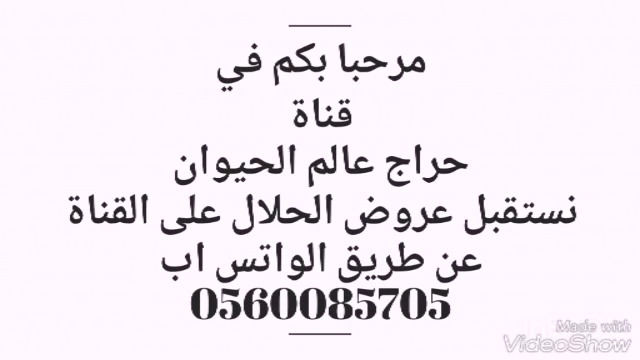 مرحبا بكم في
قناة
حراج عالم الحيوان
نستقبل عروض الحلال على القناة
عن طريق الواتس اب
0560085705
Made with
VideoShow